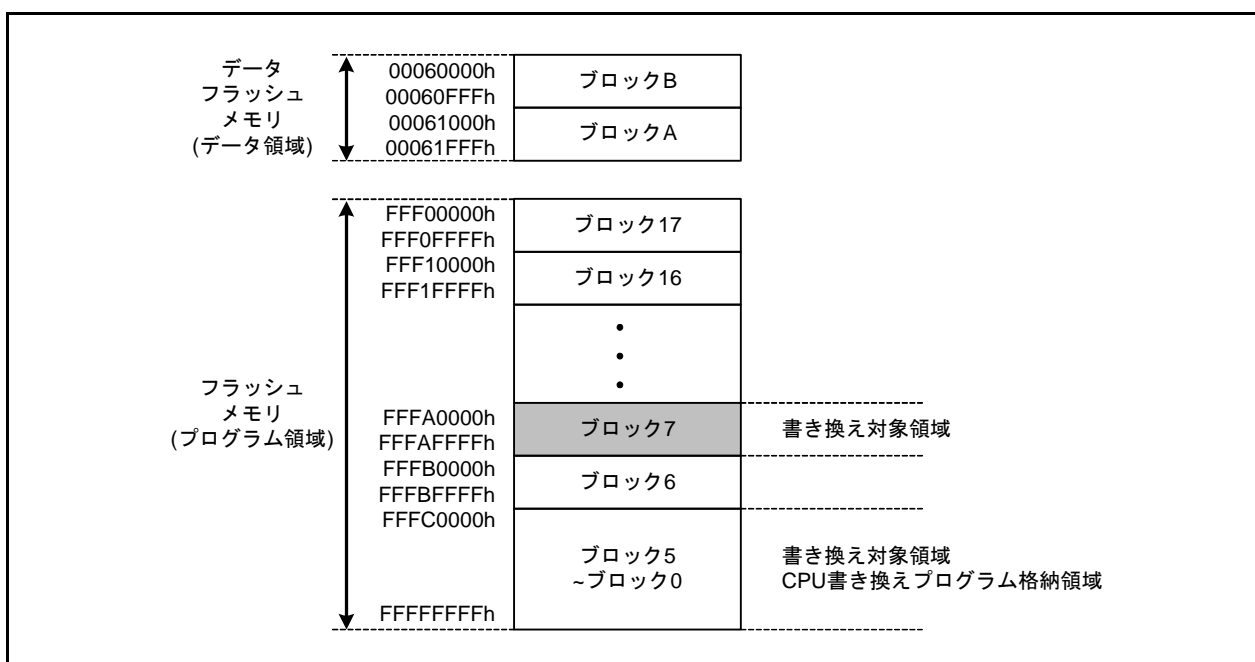 データ
フラッシュ
メモリ
(データ領域)
00060000h
00060FFFh
00061000h
00061FFFh
ブロックB
ブロックA
フラッシュ
メモリ
(プログラム領域)
FFF00000h
FFF0FFFFh
FFF10000h
FFF1FFFFh
FFFA0000h
FFFAFFFFh
FFFB0000h
FFFBFFFFh
FFFC0000h
FFFFFFFFh
ブロック17
ブロック16
ブロック7
ブロック6
ブロック5
~ブロック0
書き換え対象領域
書き換え対象領域
CPU書き換えプログラム格納領域